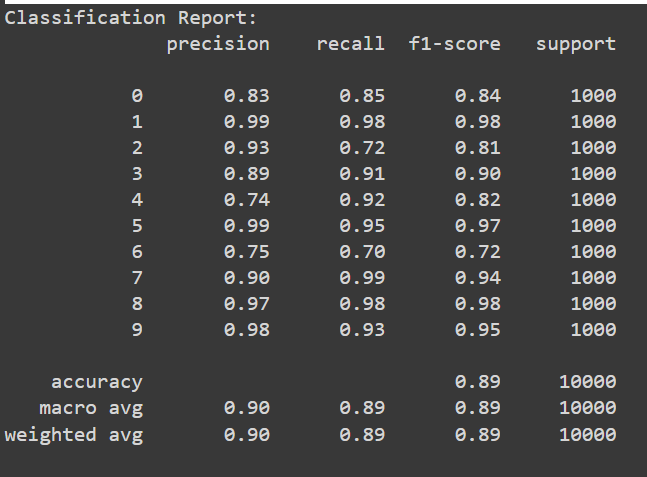 Classification Report:
precision recall f1-score support
0 0.83 0.85 0.84 1000
1 0.99 0.98 0.98 1000
2 0.93 0.72 0.81 1000
3 0.89 0.91 0.90 1000
4 0.74 0.92 0.82 1000
5 0.99 0.95 0.97 1000
6 0.75 0.70 0.72 1000
7 0.90 0.99 0.94 1000
8 0.97 0.98 0.98 1000
9 0.98 0.93 0.95 1000
accuracy 0.89 10000
macro avg 0.90 0.89 0.89 10000
weighted avg 0.90 0.89 0.89 10000